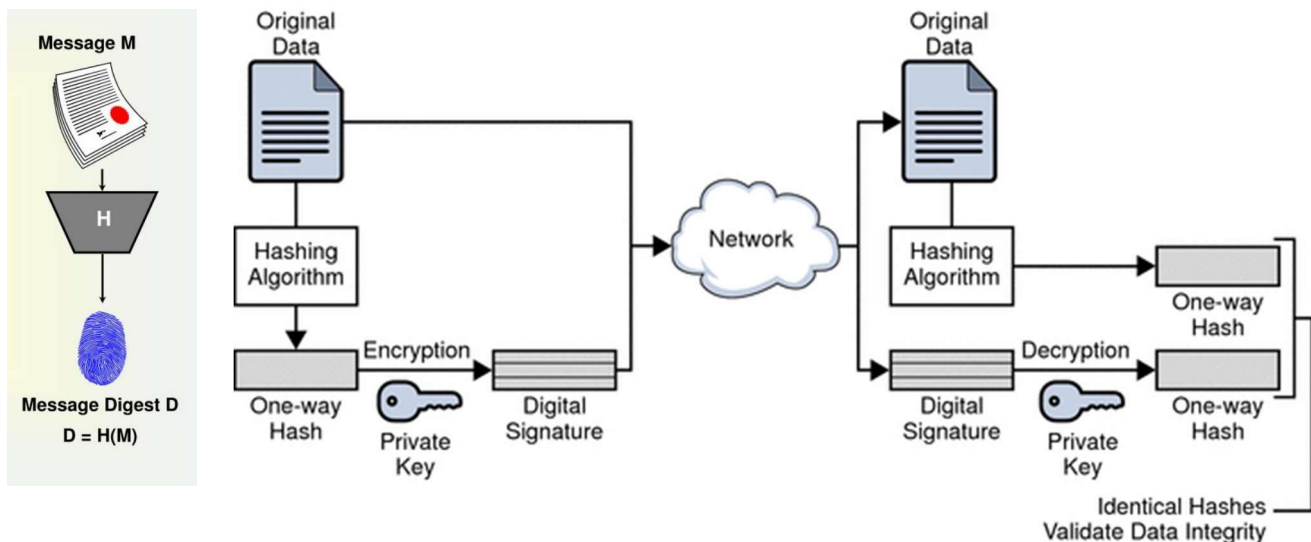 Message M
H
Message Digest D
D = H(M)
Original
Data
Hashing
Algorithm
Encryption
One-way
Hash
Private
Key
Digital
Signature
Network
Original
Data
Hashing
Algorithm
One-way
Hash
Decryption
Digital
Signature
Private
Key
One-way
Hash
Identical Hashes
Validate Data Integrity